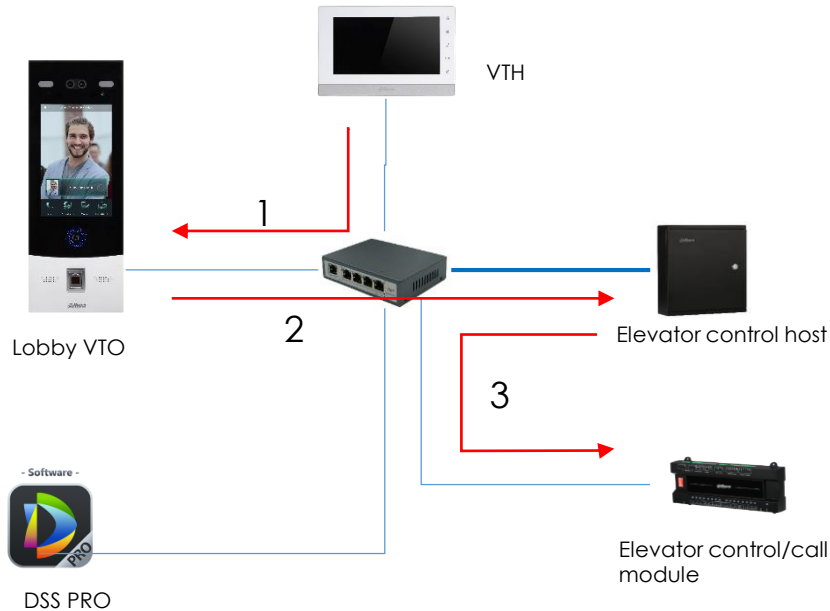 VTH
1
2
Lobby VTO
Elevator control host
3
- Software -
PRO
DSS PRO
Elevator control/call
module